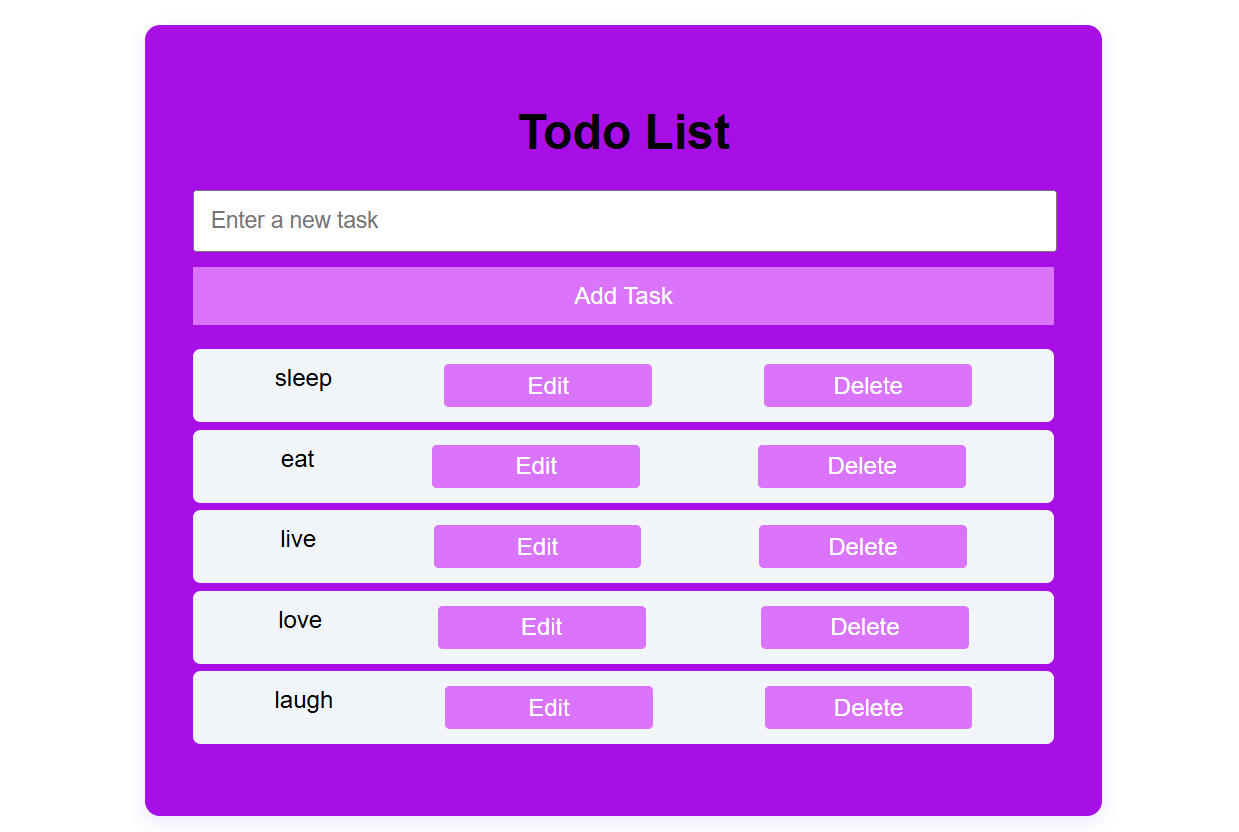 Todo List
Enter a new task
Add Task
sleep Edit Delete
eat Edit Delete
live Edit Delete
love Edit Delete
laugh Edit Delete